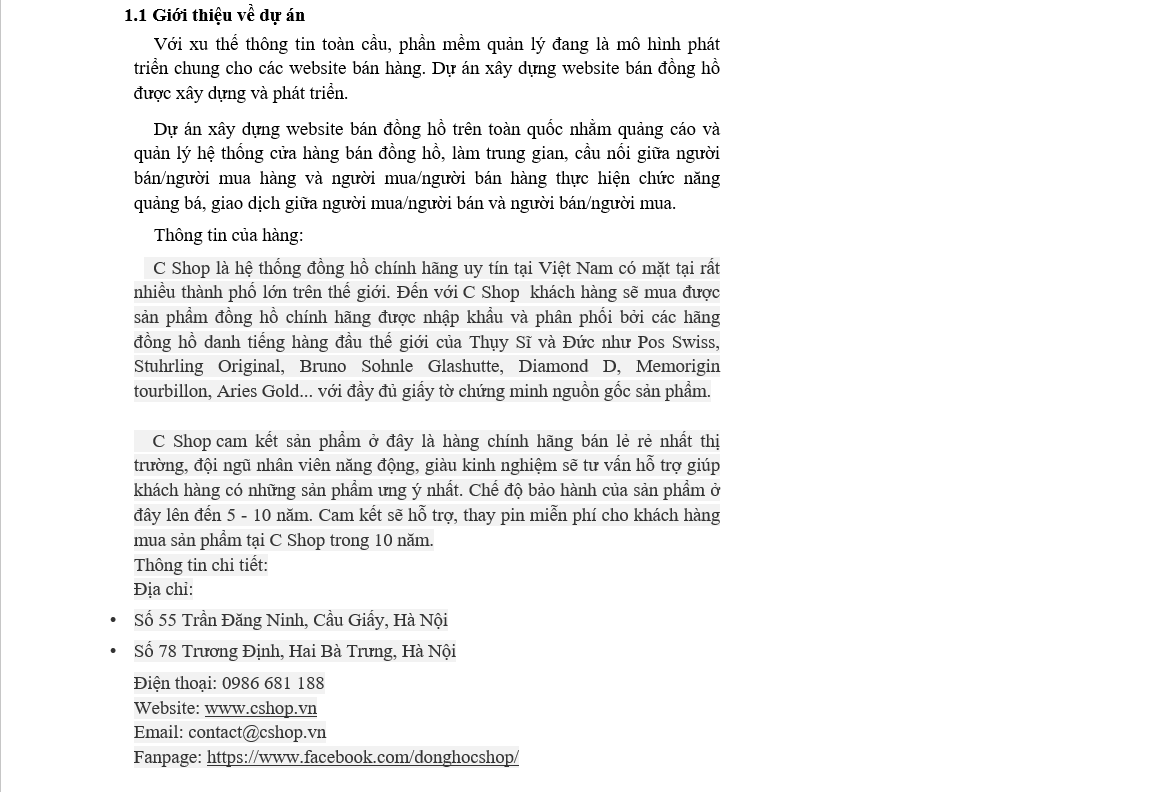 1.1 Giới thiệu về dự án
Với xu thế thông tin toàn cầu, phần mềm quản lý đang là mô hình phát
triển chung cho các website bán hàng. Dự án xây dựng website bán đồng hồ
được xây dựng và phát triển.
Dự án xây dựng website bán đồng hồ trên toàn quốc nhằm quảng cáo và
quản lý hệ thống cửa hàng bán đồng hồ, làm trung gian, cầu nối giữa người
bán/người mua hàng và người mua/người bán hàng thực hiện chức năng
quảng bá, giao dịch giữa người mua/người bán và người bán/người mua.
Thông tin của hàng:
C Shop là hệ thống đồng hồ chính hãng uy tín tại Việt Nam có mặt tại rất
nhiều thành phố lớn trên thế giới. Đến với C Shop khách hàng sẽ mua được
sản phẩm đồng hồ chính hãng được nhập khẩu và phân phối bởi các hãng
đồng hồ danh tiếng hàng đầu thế giới của Thụy Sĩ và Đức như Pos Swiss,
Stuhrling Original, Bruno Sohnle Glashutte, Diamond D, Memorigin
tourbillon, Aries Gold... với đầy đủ giấy tờ chứng minh nguồn gốc sản phẩm.
C Shop cam kết sản phẩm ở đây là hàng chính hãng bán lẻ rẻ nhất thị
trường, đội ngũ nhân viên năng động, giàu kinh nghiệm sẽ tư vấn hỗ trợ giúp
khách hàng có những sản phẩm ưng ý nhất. Chế độ bảo hành của sản phẩm ở
đây lên đến 5 - 10 năm. Cam kết sẽ hỗ trợ, thay pin miễn phí cho khách hàng
mua sản phẩm tại C Shop trong 10 năm.
Thông tin chi tiết:
Địa chỉ:
• Số 55 Trần Đăng Ninh, Cầu Giấy, Hà Nội
• Số 78 Trương Định, Hai Bà Trưng, Hà Nội
Điện thoại: 0986 681 188
Website: www.cshop.vn
Email: contact@cshop.vn
Fanpage: https://www.facebook.com/donghocshop/